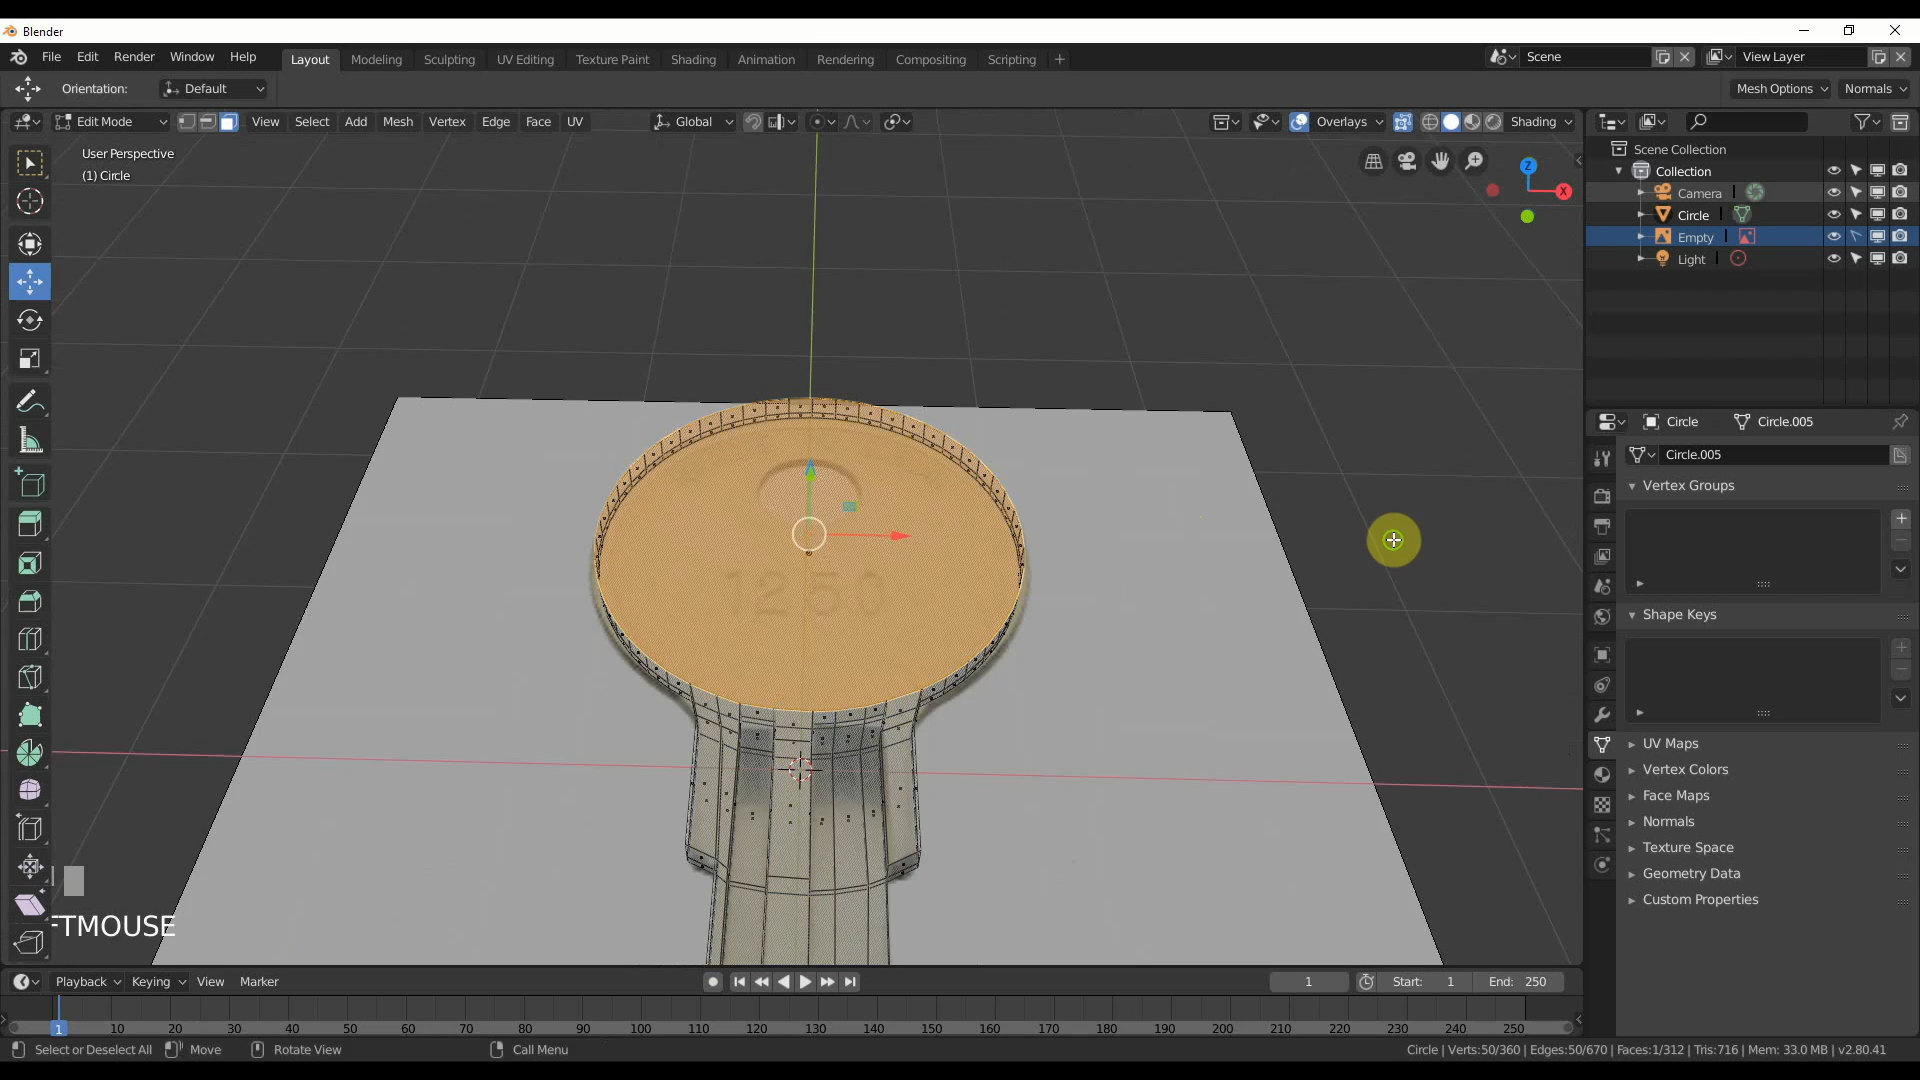 Blender
File Edit Render Window Help Layout Modeling Sculpting UV Editing Texture Paint Shading Animation Rendering Compositing Scripting + Scene View Layer
Orientation: Default Mesh Options Normals
Edit Mode View Select Add Mesh Vertex Edge Face UV Global Overlays Shading
User Perspective
(1) Circle
Z
X
Scene Collection
Collection
Camera
Circle
Empty
Light
Circle Circle.005
Circle.005
Vertex Groups
Shape Keys
UV Maps
Vertex Colors
Face Maps
Normals
Texture Space
Geometry Data
Custom Properties
250
FTMOUSE
Playback Keying View Marker 1 Start: 1 End: 250
1 10 20 30 40 50 60 70 80 90 100 110 120 130 140 150 160 170 180 190 200 210 220 230 240 250
Select or Deselect All Move Rotate View Call Menu Circle | Verts:50/360 | Edges:50/670 | Faces:1/312 | Tris:716 | Mem: 33.0 MB | v2.80.41